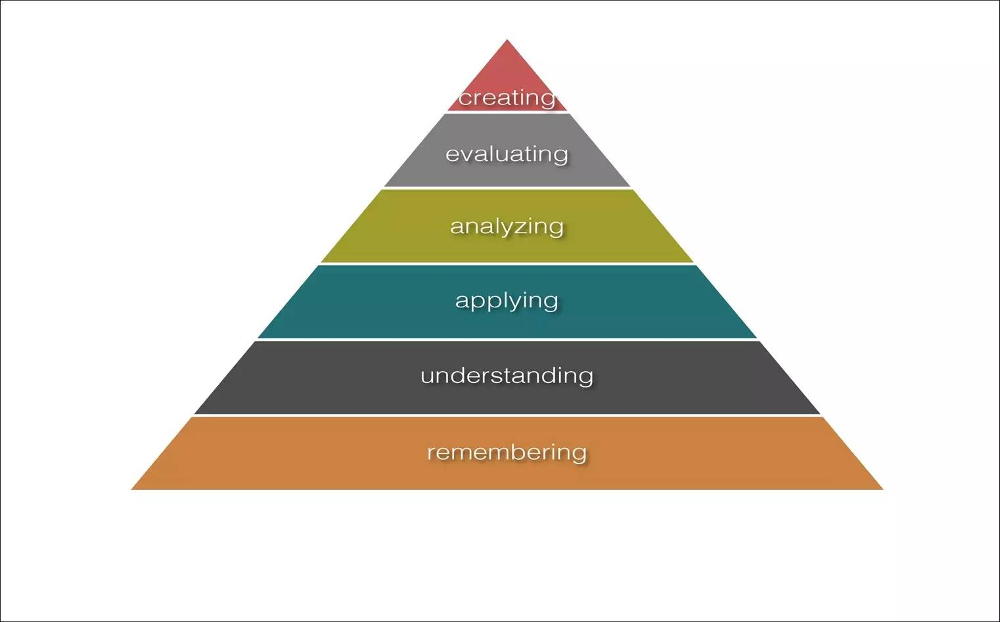 creating
evaluating
analyzing
applying
understanding
remembering